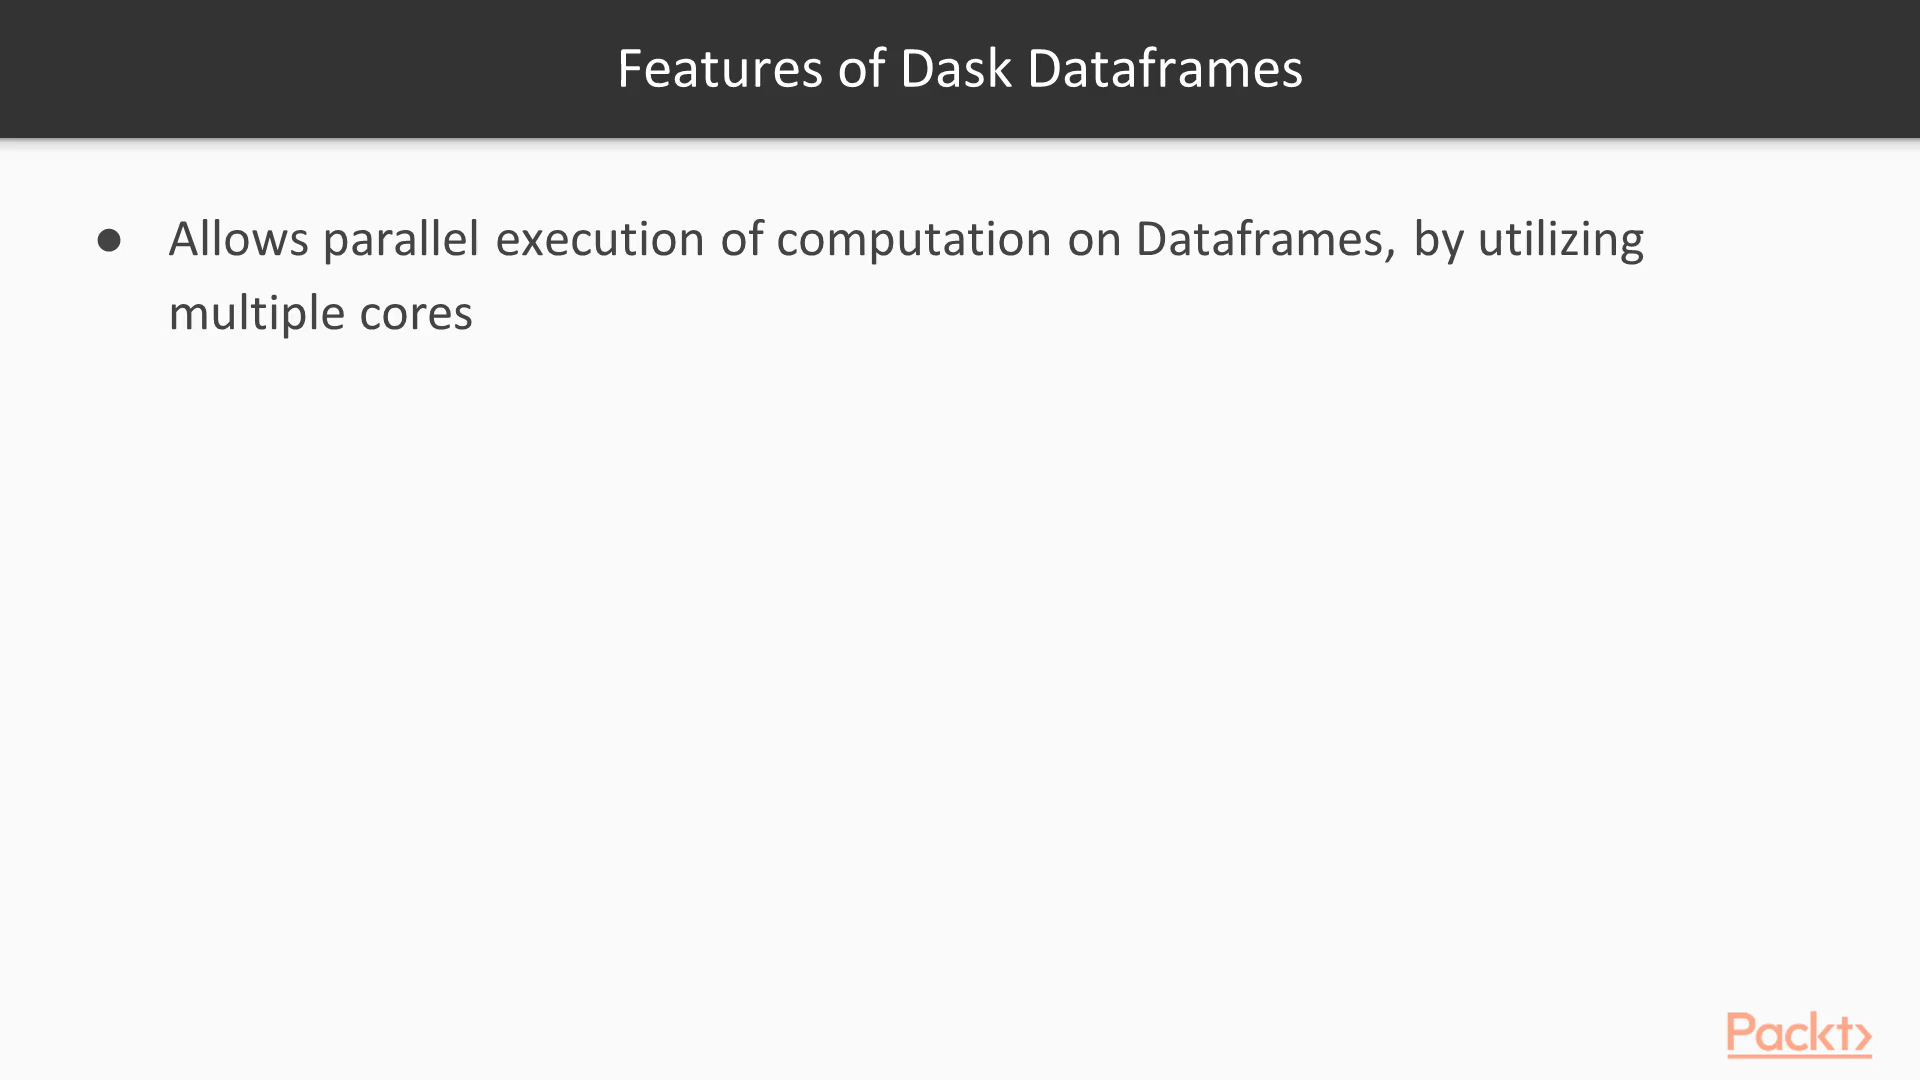 Features of Dask Dataframes
● Allows parallel execution of computation on Dataframes, by utilizing
multiple cores
Packt>